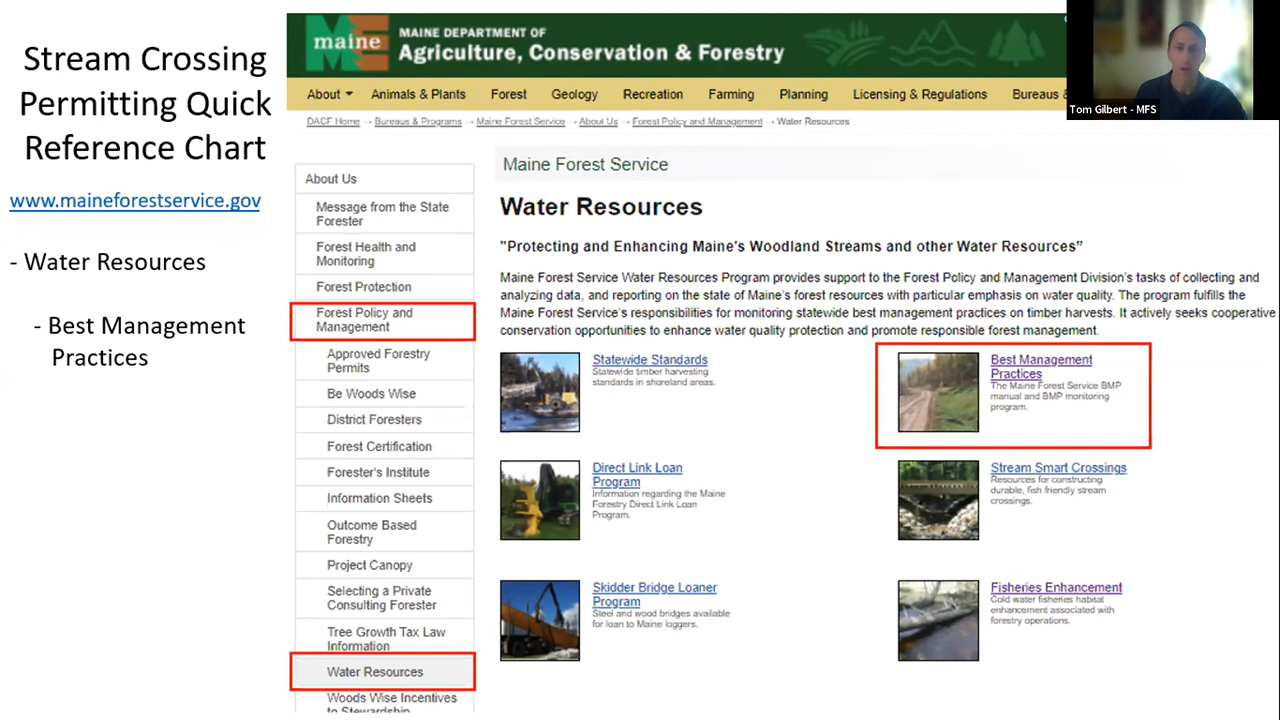 Stream Crossing
Permitting Quick
Reference Chart
www.maineforestservice.gov
- Water Resources
- Best Management
Practices
maine
MAINE DEPARTMENT OF
Agriculture, Conservation & Forestry
About Animals & Plants Forest Geology Recreation Farming Planning Licensing & Regulations Bureaus &
DACF Home → Bureaus & Programs → Maine Forest Service → About Us → Forest Policy and Management → Water Resources
Tom Gilbert - MFS
About Us
Message from the State
Forester
Forest Health and
Monitoring
Forest Protection
Forest Policy and
Management
Approved Forestry
Permits
Be Woods Wise
District Foresters
Forest Certification
Forester's Institute
Information Sheets
Outcome Based
Forestry
Project Canopy
Selecting a Private
Consulting Forester
Tree Growth Tax Law
Information
Water Resources
Woods Wise Incentives
to Stewardship
Maine Forest Service
Water Resources
"Protecting and Enhancing Maine's Woodland Streams and other Water Resources”
Maine Forest Service Water Resources Program provides support to the Forest Policy and Management Division's tasks of collecting and
analyzing data, and reporting on the state of Maine's forest resources with particular emphasis on water quality. The program fulfills the
Maine Forest Service's responsibilities for monitoring statewide best management practices on timber harvests. It actively seeks cooperative
conservation opportunities to enhance water quality protection and promote responsible forest management.
Statewide Standards
Statewide timber harvesting
standards in shoreland areas.
Best Management
Practices
The Maine Forest Service BMP
manual and BMP monitoring
program.
Direct Link Loan
Program
Information regarding the Maine
Forestry Direct Link Loan
Program.
Stream Smart Crossings
Resources for constructing
durable, fish friendly stream
crossings.
Skidder Bridge Loaner
Program
Steel and wood bridges available
for loan to Maine loggers.
Fisheries Enhancement
Cold water fisheries habitat
enhancement associated with
forestry operations.